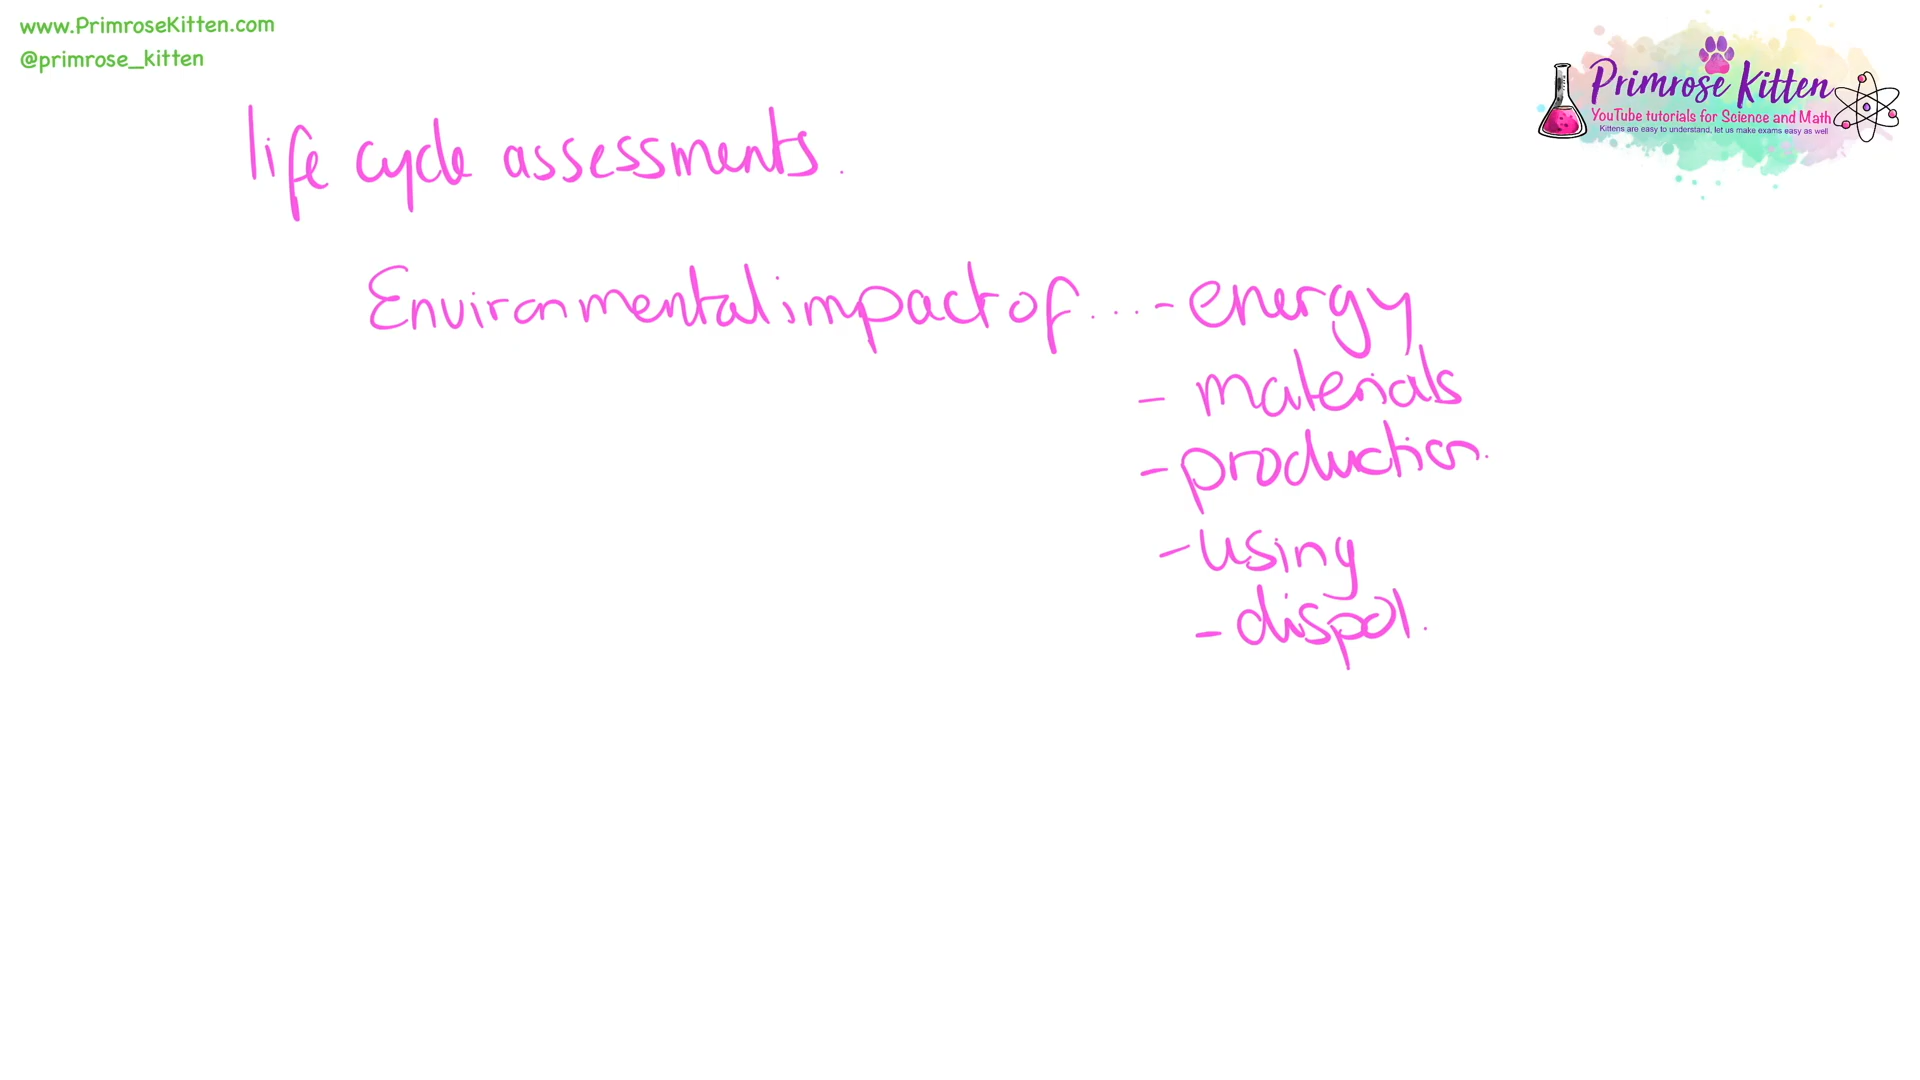 www.PrimroseKitten.com
@primrose_kitten
Primrose Kitten
YouTube tutorials for Science and Math
Kittens are easy to understand, let us make exams easy as well
life cycle assessments.
Environmental impact of ... - energy
- materials
- production.
- using
- dispol.